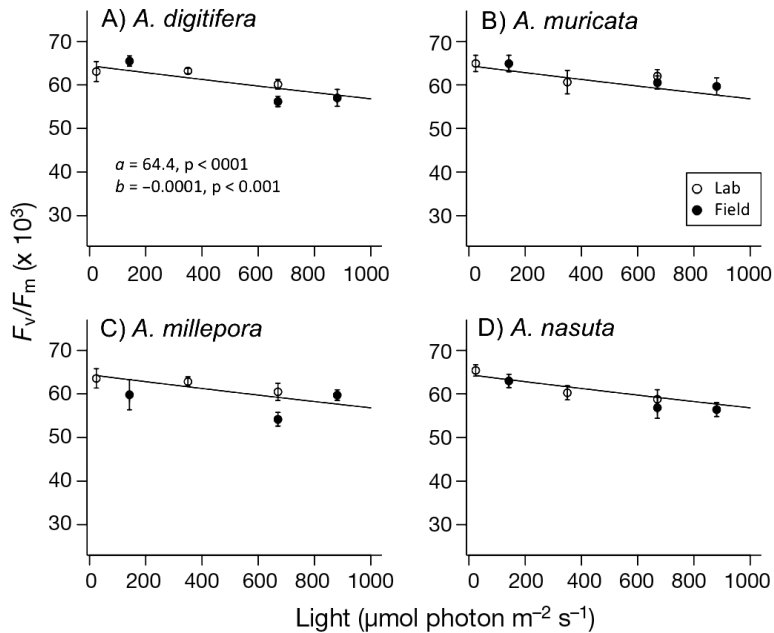 A) A. digitifera
B) A. muricata
70
60
50
40
30
0 200 400 600 800 1000
a = 64.4, p < 0001
b = −0.0001, p < 0.001
70
60
50
40
30
0 200 400 600 800 1000
Lab
Field
Fv/Fm (x 10³)
C) A. millepora
D) A. nasuta
70
60
50
40
30
0 200 400 600 800 1000
70
60
50
40
30
0 200 400 600 800 1000
Light (µmol photon m⁻² s⁻¹)